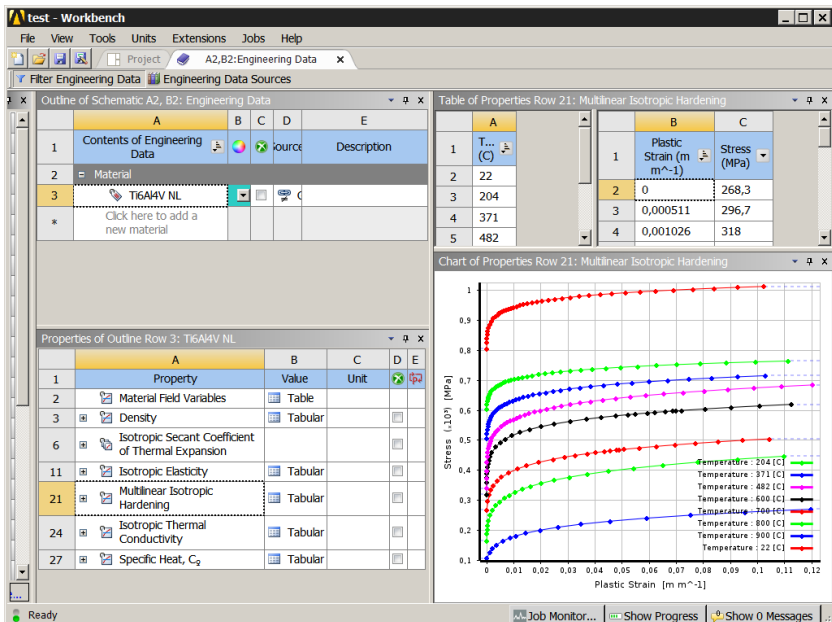 test - Workbench
File View Tools Units Extensions Jobs Help
Project A2,B2:Engineering Data x
Filter Engineering Data Engineering Data Sources
Outline of Schematic A2, B2: Engineering Data
A B C D E
1 Contents of Engineering Data Source Description
2 Material
3 Ti6Al4V NL
* Click here to add a new material
Properties of Outline Row 3: Ti6Al4V NL
A B C D E
1 Property Value Unit
2 Material Field Variables Table
3 Density Tabular
6 Isotropic Secant Coefficient of Thermal Expansion Tabular
11 Isotropic Elasticity Tabular
21 Multilinear Isotropic Hardening Tabular
24 Isotropic Thermal Conductivity Tabular
27 Specific Heat, Cₚ Tabular
Table of Properties Row 21: Multilinear Isotropic Hardening
A
1 T... (C)
2 22
3 204
4 371
5 482
B C
1 Plastic Strain (m m^-1) Stress (MPa)
2 0 268,3
3 0,000511 296,7
4 0,001026 318
Chart of Properties Row 21: Multilinear Isotropic Hardening
1
0,9
0,8
0,7
0,6
0,5
0,4
0,3
0,2
0,1
Stress (.10³) [MPa]
Temperature : 204 [C]
Temperature : 371 [C]
Temperature : 482 [C]
Temperature : 600 [C]
Temperature : 700 [C]
Temperature : 800 [C]
Temperature : 900 [C]
Temperature : 22 [C]
0 0,01 0,02 0,03 0,04 0,05 0,06 0,07 0,08 0,09 0,1 0,11 0,12
Plastic Strain [m m^-1]
Ready Job Monitor... Show Progress Show 0 Messages